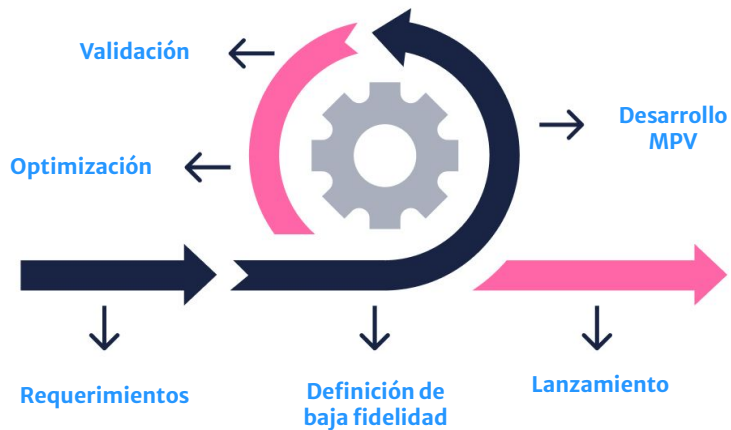 Validación
Optimización
Desarrollo
MPV
Requerimientos
Definición de
baja fidelidad
Lanzamiento